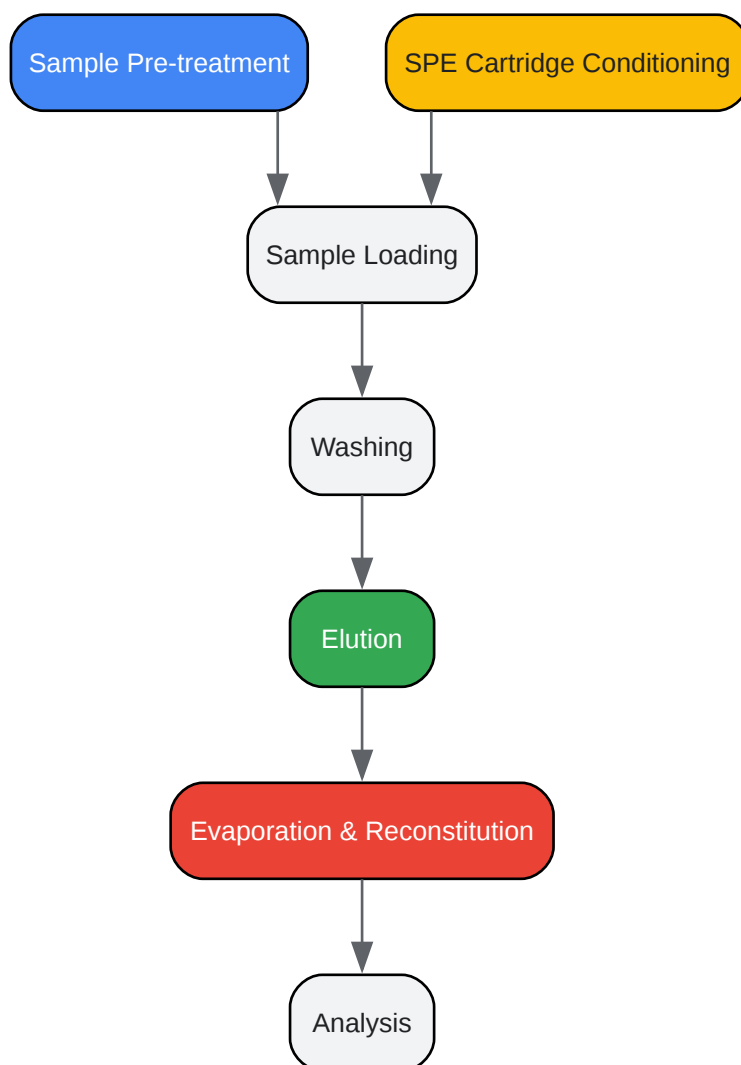 Sample Pre-treatment
SPE Cartridge Conditioning
Sample Loading
Washing
Elution
Evaporation & Reconstitution
Analysis